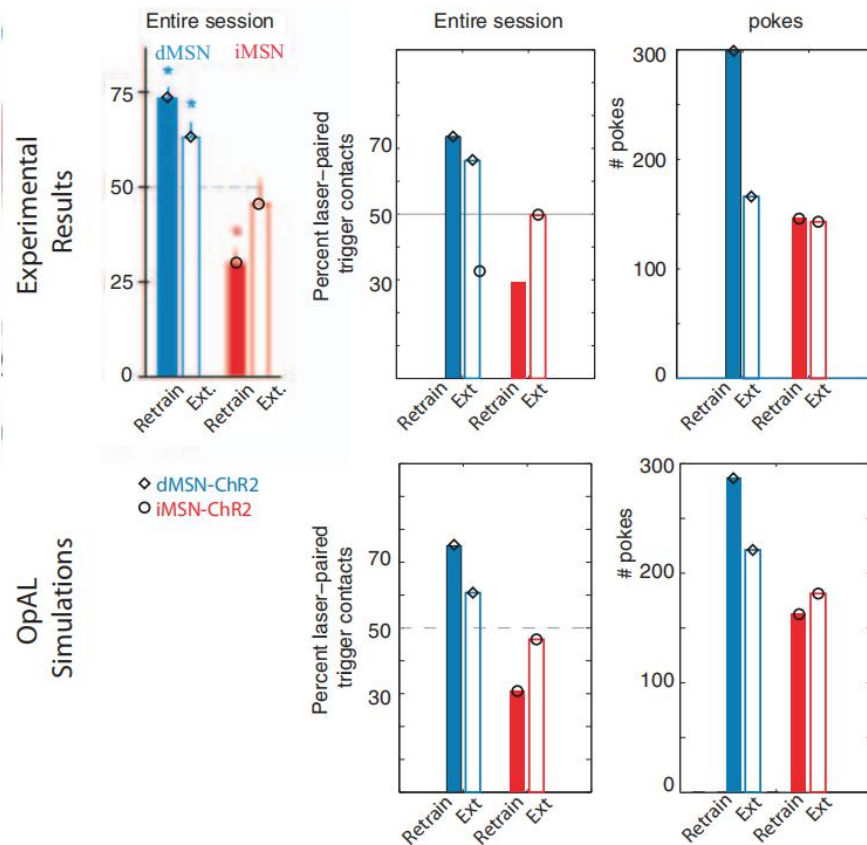 Entire session
dMSN iMSN
*
*
*
75
50
25
0
Retrain Ext. Retrain Ext.
Experimental
Results
Entire session
Percent laser-paired
trigger contacts
70
50
30
Retrain Ext Retrain Ext
pokes
# pokes
300
200
100
0
Retrain Ext Retrain Ext
OpAL
Simulations
dMSN-ChR2
iMSN-ChR2
Percent laser-paired
trigger contacts
70
50
30
Retrain Ext Retrain Ext
# pokes
300
200
100
0
Retrain Ext Retrain Ext